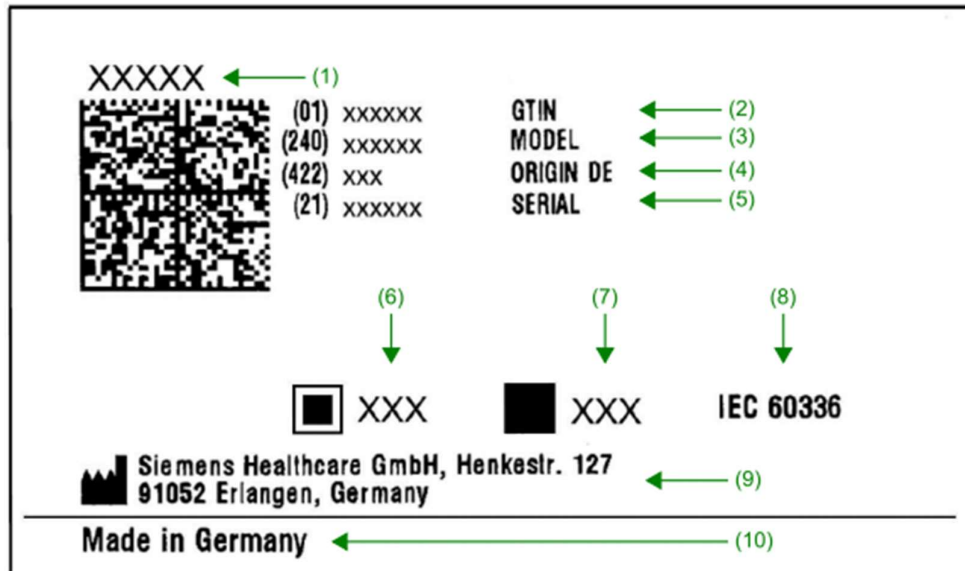 XXXXX (1)
(01) xxxxxx GTIN (2)
(240) xxxxxx MODEL (3)
(422) xxx ORIGIN DE (4)
(21) xxxxxx SERIAL (5)
(6) (7) (8)
XXX XXX IEC 60336
Siemens Healthcare GmbH, Henkestr. 127
91052 Erlangen, Germany (9)
Made in Germany (10)